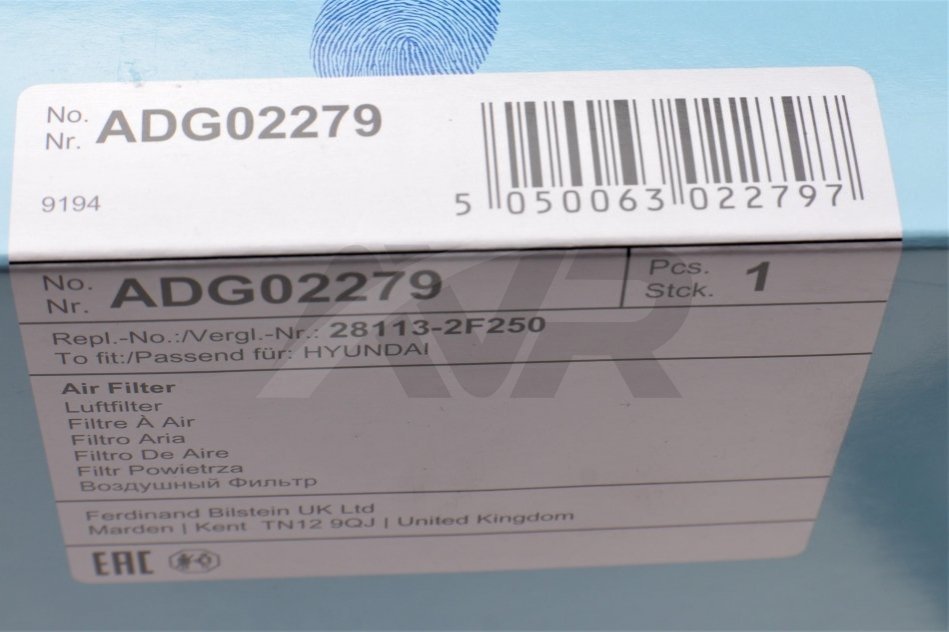 No.
Nr. ADG02279
9194
5 050063 022797
No.
Nr. ADG02279
Pcs.
Stck. 1
Repl.-No.:/Vergl.-Nr.: 28113-2F250
To fit:/Passend für: HYUNDAI
Air Filter
Luftfilter
Filtre À Air
Filtro Aria
Filtro De Aire
Filtr Powietrza
Воздушный Фильтр
Ferdinand Bilstein UK Ltd
Marden | Kent TN12 9QJ | United Kingdom
EAC
AVR